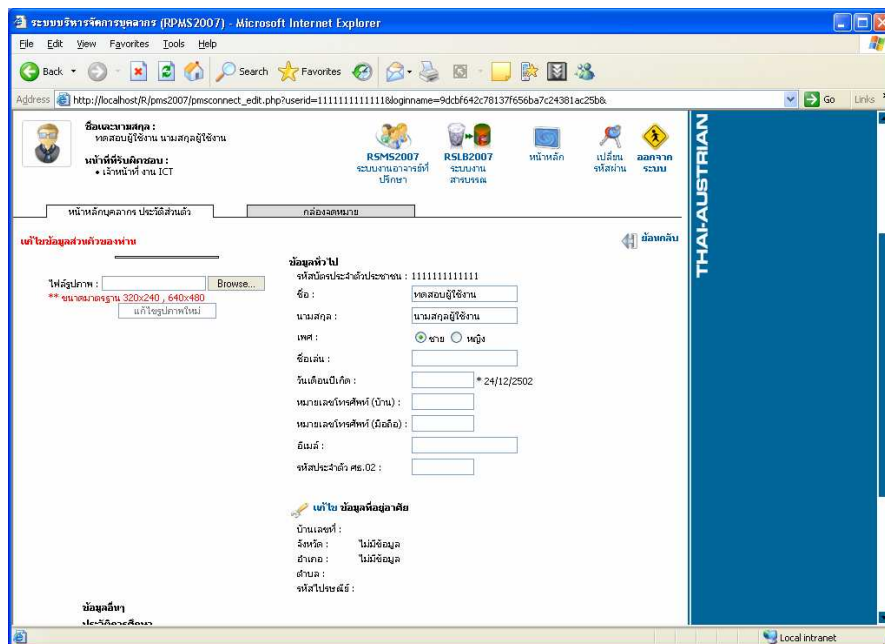 ระบบบริหารจัดการบุคลากร (RPMS2007) - Microsoft Internet Explorer
File Edit View Favorites Tools Help
Back Search Favorites
Address http://localhost/R/pms2007/pmsconnect_edit.php?userid=1111111111111&loginname=9dcbf642c78137f656ba7c24381ac25b& Go Links »
ชื่อและนามสกุล :
ทดสอบผู้ใช้งาน นามสกุลผู้ใช้งาน
หน้าที่ที่รับผิดชอบ :
• เจ้าหน้าที่ งาน ICT
RSMS2007 ระบบงานอาจารย์ที่ปรึกษา
RSLB2007 ระบบงานสารบรรณ
หน้าหลัก
เปลี่ยนรหัสผ่าน
ออกจากระบบ
THAI-AUSTRIAN
หน้าหลักบุคลากร ประวัติส่วนตัว
กล่องจดหมาย
แก้ไขข้อมูลส่วนตัวของท่าน
ย้อนกลับ
ไฟล์รูปภาพ : Browse...
** ขนาดมาตรฐาน 320x240 , 640x480
แก้ไขรูปภาพใหม่
ข้อมูลทั่วไป
รหัสบัตรประจำตัวประชาชน : 1111111111111
ชื่อ : ทดสอบผู้ใช้งาน
นามสกุล : นามสกุลผู้ใช้งาน
เพศ : ชาย หญิง
ชื่อเล่น :
วันเดือนปีเกิด : * 24/12/2502
หมายเลขโทรศัพท์ (บ้าน) :
หมายเลขโทรศัพท์ (มือถือ) :
อีเมล์ :
รหัสประจำตัว ศธ.02 :
แก้ไข ข้อมูลที่อยู่อาศัย
บ้านเลขที่ :
จังหวัด : ไม่มีข้อมูล
อำเภอ : ไม่มีข้อมูล
ตำบล :
รหัสไปรษณีย์ :
ข้อมูลอื่นๆ
ประวัติการศึกษา
Local intranet